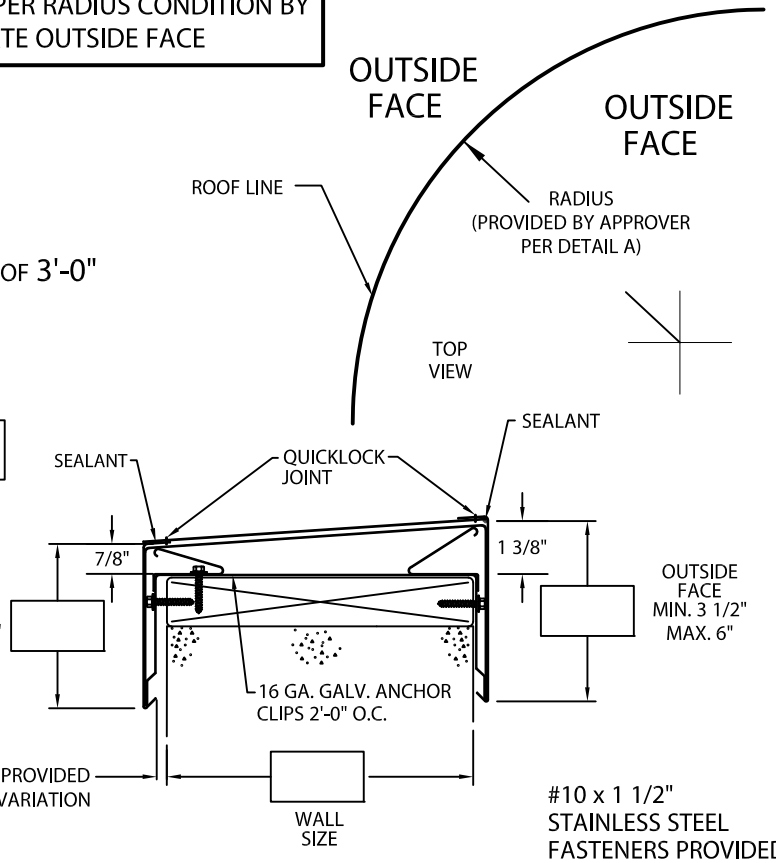 PER RADIUS CONDITION BY
TE OUTSIDE FACE
OUTSIDE
FACE
OUTSIDE
FACE
ROOF LINE
RADIUS
(PROVIDED BY APPROVER
PER DETAIL A)
OF 3'-0"
TOP
VIEW
SEALANT
SEALANT
QUICKLOCK
JOINT
7/8"
1 3/8"
OUTSIDE
FACE
MIN. 3 1/2"
MAX. 6"
16 GA. GALV. ANCHOR
CLIPS 2'-0" O.C.
PROVIDED
VARIATION
WALL
SIZE
#10 x 1 1/2"
STAINLESS STEEL
FASTENERS PROVIDED